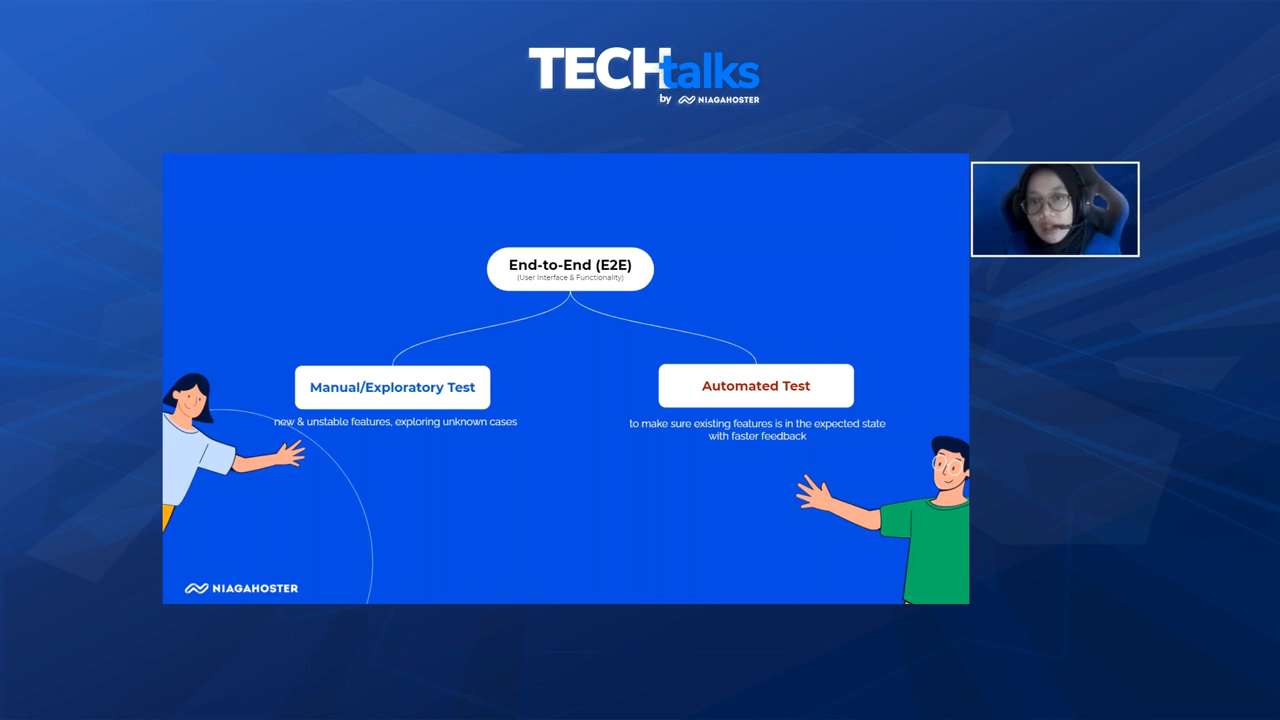 TECHtalks
by NIAGAHOSTER
End-to-End (E2E)
(User Interface & Functionality)
Manual/Exploratory Test
new & unstable features, exploring unknown cases
Automated Test
to make sure existing features is in the expected state
with faster feedback
NIAGAHOSTER